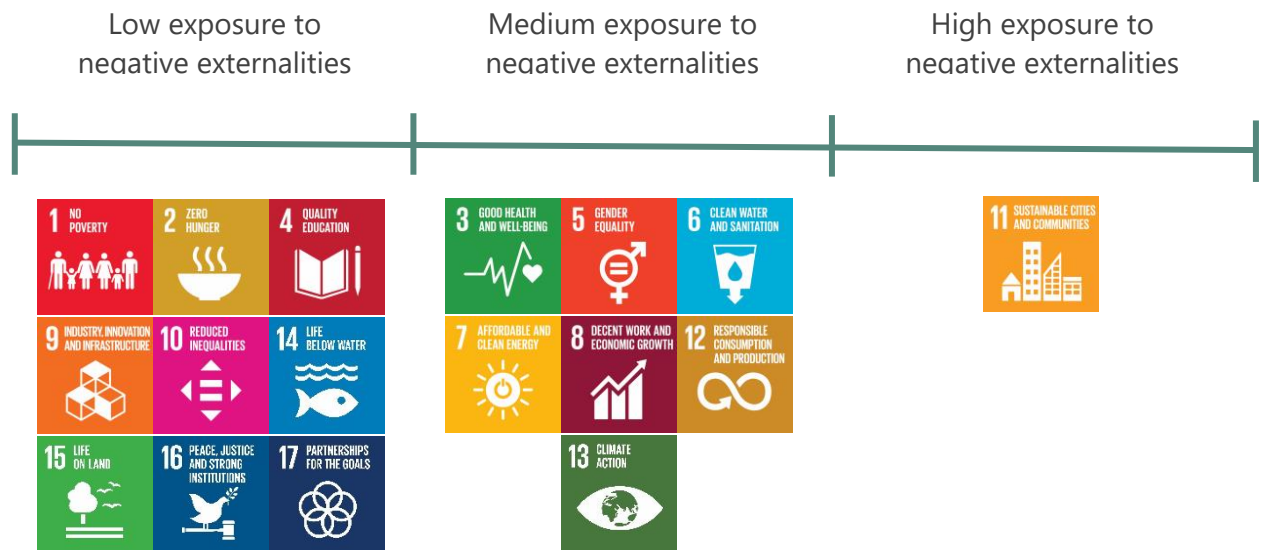 Low exposure to
negative externalities
Medium exposure to
negative externalities
High exposure to
negative externalities
1 NO
POVERTY
2 ZERO
HUNGER
4 QUALITY
EDUCATION
3 GOOD HEALTH
AND WELL-BEING
5 GENDER
EQUALITY
6 CLEAN WATER
AND SANITATION
11 SUSTAINABLE CITIES
AND COMMUNITIES
9 INDUSTRY, INNOVATION
AND INFRASTRUCTURE
10 REDUCED
INEQUALITIES
14 LIFE
BELOW WATER
7 AFFORDABLE AND
CLEAN ENERGY
8 DECENT WORK AND
ECONOMIC GROWTH
12 RESPONSIBLE
CONSUMPTION
AND PRODUCTION
15 LIFE
ON LAND
16 PEACE, JUSTICE
AND STRONG
INSTITUTIONS
17 PARTNERSHIPS
FOR THE GOALS
13 CLIMATE
ACTION